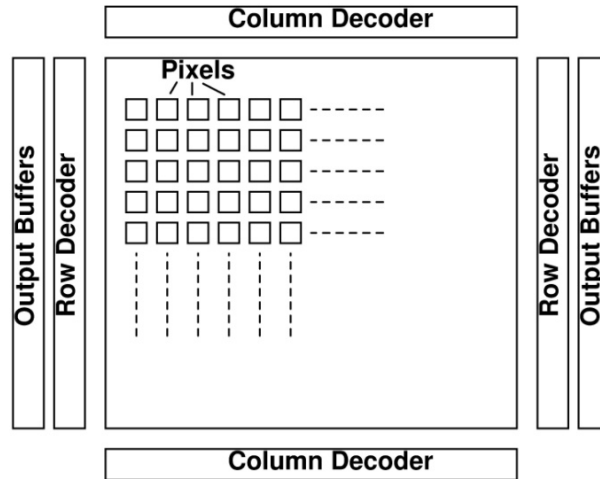 Column Decoder
Pixels
Output Buffers
Row Decoder
Row Decoder
Output Buffers
Column Decoder